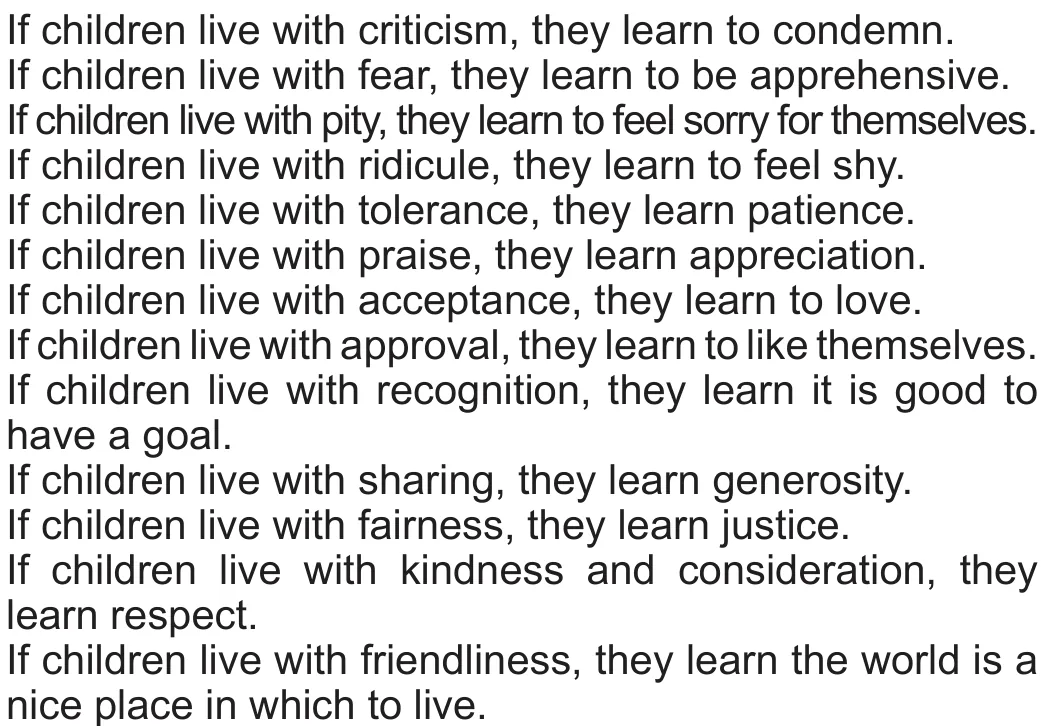 If children live with criticism, they learn to condemn.
If children live with fear, they learn to be apprehensive.
If children live with pity, they learn to feel sorry for themselves.
If children live with ridicule, they learn to feel shy.
If children live with tolerance, they learn patience.
If children live with praise, they learn appreciation.
If children live with acceptance, they learn to love.
If children live with approval, they learn to like themselves.
If children live with recognition, they learn it is good to
have a goal.
If children live with sharing, they learn generosity.
If children live with fairness, they learn justice.
If children live with kindness and consideration, they
learn respect.
If children live with friendliness, they learn the world is a
nice place in which to live.